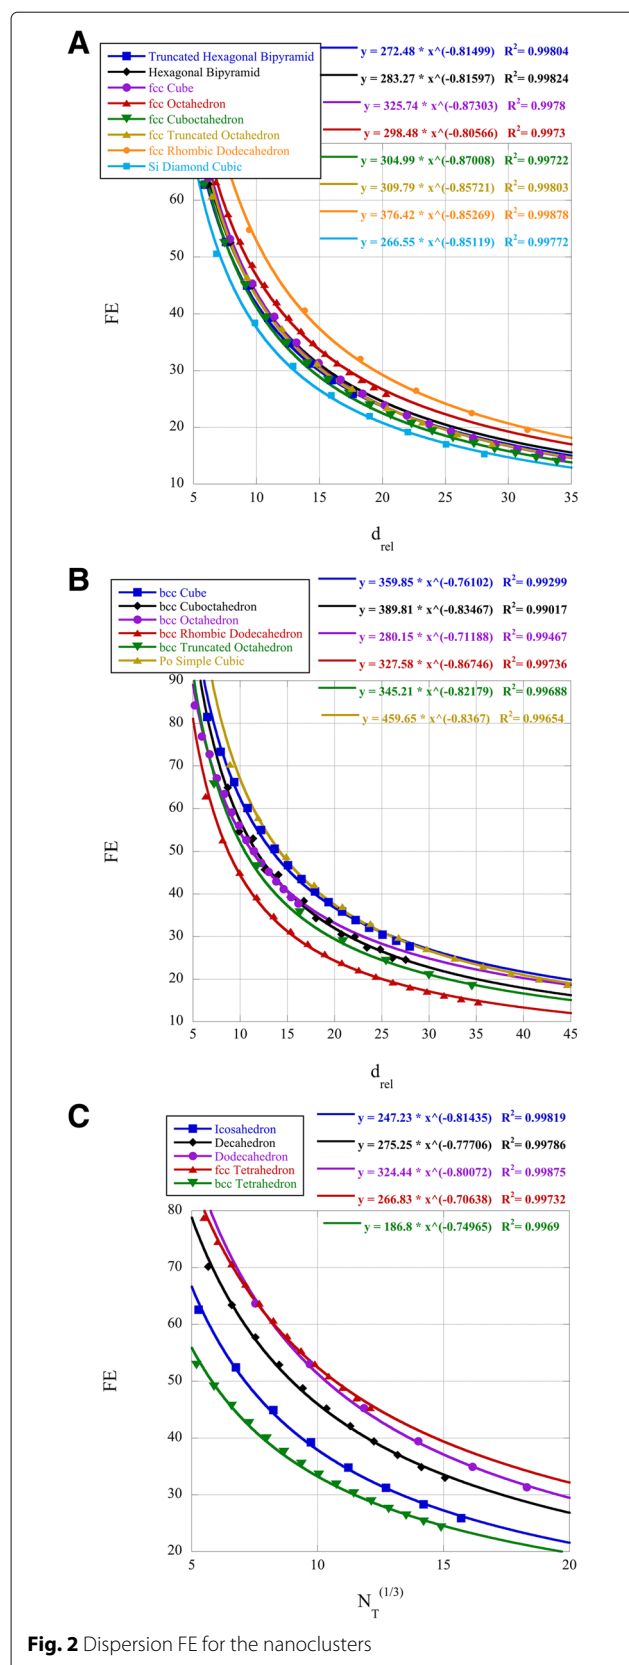 A
Truncated Hexagonal Bipyramid
Hexagonal Bipyramid
fcc Cube
fcc Octahedron
fcc Cuboctahedron
fcc Truncated Octahedron
fcc Rhombic Dodecahedron
Si Diamond Cubic
y = 272.48 * x^(-0.81499) R2= 0.99804
y = 283.27 * x^(-0.81597) R2= 0.99824
y = 325.74 * x^(-0.87303) R2= 0.9978
y = 298.48 * x^(-0.80566) R2= 0.9973
y = 304.99 * x^(-0.87008) R2= 0.99722
y = 309.79 * x^(-0.85721) R2= 0.99803
y = 376.42 * x^(-0.85269) R2= 0.99878
y = 266.55 * x^(-0.85119) R2= 0.99772
60
50
40
30
20
10
FE
5 10 15 20 25 30 35
drel
B
bcc Cube
bcc Cuboctahedron
bcc Octahedron
bcc Rhombic Dodecahedron
bcc Truncated Octahedron
Po Simple Cubic
y = 359.85 * x^(-0.76102) R2= 0.99299
y = 389.81 * x^(-0.83467) R2= 0.99017
y = 280.15 * x^(-0.71188) R2= 0.99467
y = 327.58 * x^(-0.86746) R2= 0.99736
y = 345.21 * x^(-0.82179) R2= 0.99688
y = 459.65 * x^(-0.8367) R2= 0.99654
90
80
70
60
50
40
30
20
10
FE
5 10 15 20 25 30 35 40 45
drel
C
Icosahedron
Decahedron
Dodecahedron
fcc Tetrahedron
bcc Tetrahedron
y = 247.23 * x^(-0.81435) R2= 0.99819
y = 275.25 * x^(-0.77706) R2= 0.99786
y = 324.44 * x^(-0.80072) R2= 0.99875
y = 266.83 * x^(-0.70638) R2= 0.99732
y = 186.8 * x^(-0.74965) R2= 0.9969
80
70
60
50
40
30
20
FE
5 10 15 20
NT(1/3)
Fig. 2 Dispersion FE for the nanoclusters